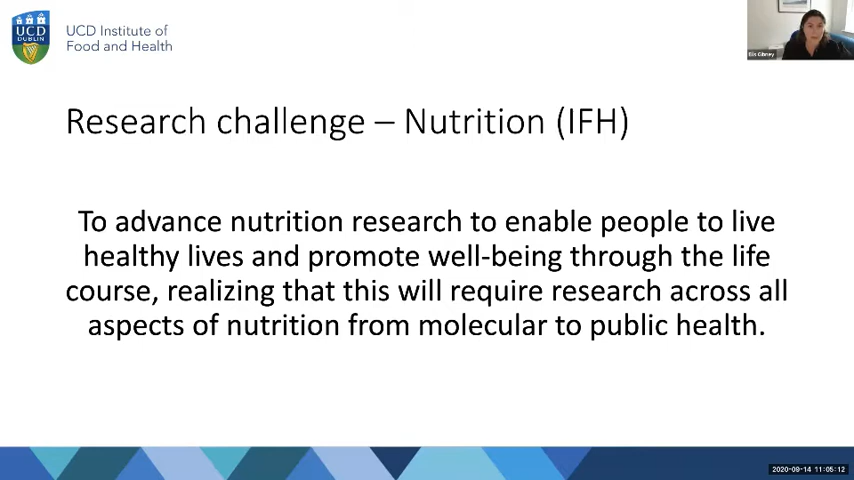 UCD
DUBLIN
UCD Institute of
Food and Health
Eils Gibney
Research challenge – Nutrition (IFH)
To advance nutrition research to enable people to live
healthy lives and promote well-being through the life
course, realizing that this will require research across all
aspects of nutrition from molecular to public health.
2020-09-14 11:05:12